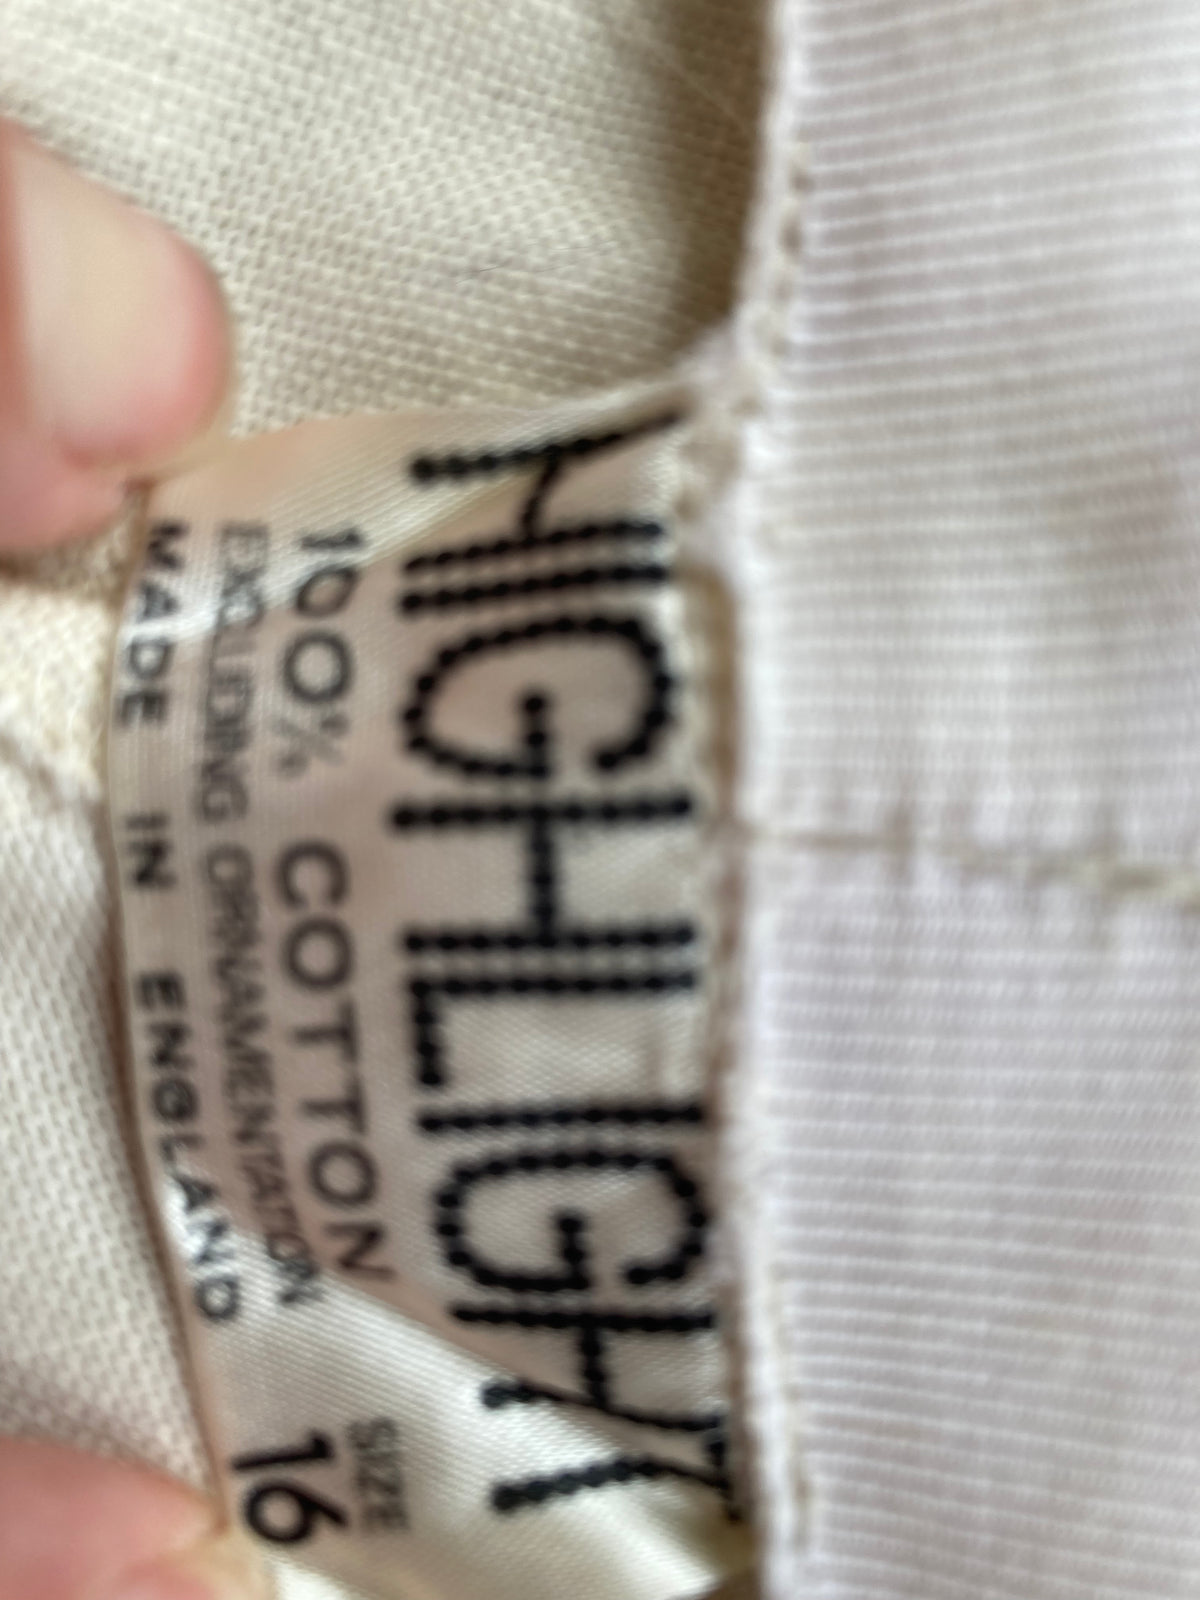 HIGHLIGHT
100% COTTON
EXCLUDING ORNAMENTATION
MADE IN ENGLAND
SIZE
16